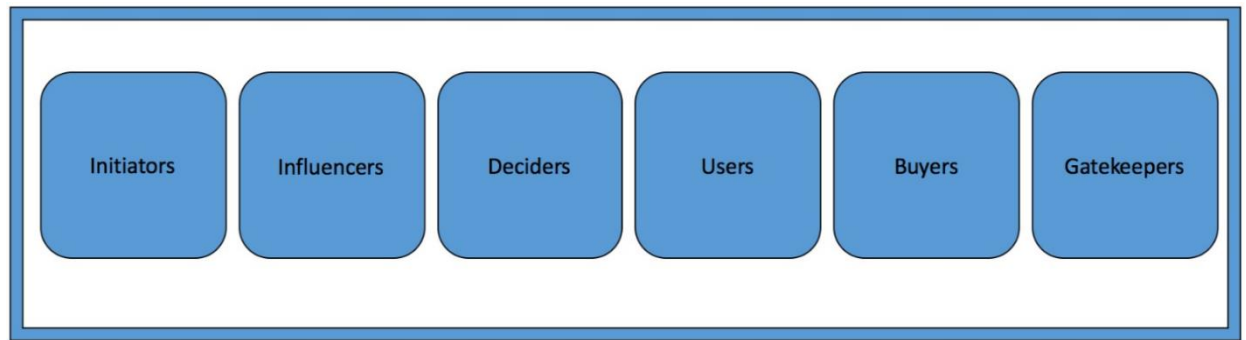 Initiators
Influencers
Deciders
Users
Buyers
Gatekeepers